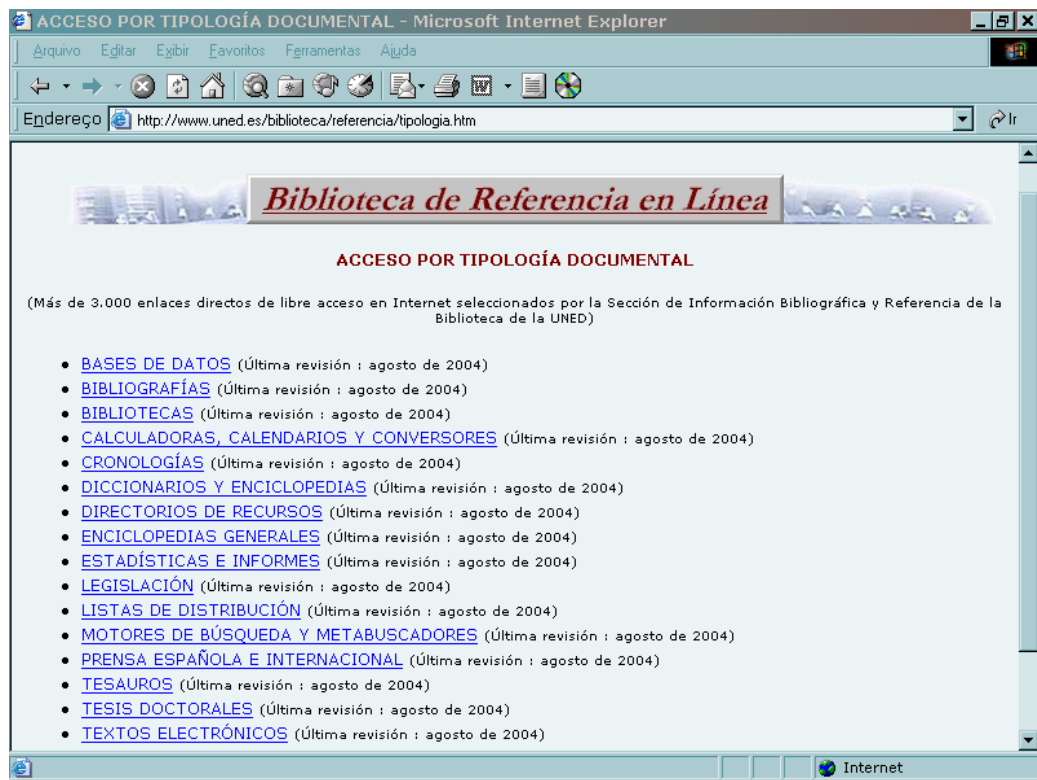 ACCESO POR TIPOLOGÍA DOCUMENTAL - Microsoft Internet Explorer
Arquivo Editar Exibir Favoritos Ferramentas Ajuda
Endereço http://www.uned.es/biblioteca/referencia/tipologia.htm Ir
Biblioteca de Referencia en Línea
ACCESO POR TIPOLOGÍA DOCUMENTAL
(Más de 3.000 enlaces directos de libre acceso en Internet seleccionados por la Sección de Información Bibliográfica y Referencia de la
Biblioteca de la UNED)
• BASES DE DATOS (Última revisión : agosto de 2004)
• BIBLIOGRAFÍAS (Última revisión : agosto de 2004)
• BIBLIOTECAS (Última revisión : agosto de 2004)
• CALCULADORAS, CALENDARIOS Y CONVERSORES (Última revisión : agosto de 2004)
• CRONOLOGÍAS (Última revisión : agosto de 2004)
• DICCIONARIOS Y ENCICLOPEDIAS (Última revisión : agosto de 2004)
• DIRECTORIOS DE RECURSOS (Última revisión : agosto de 2004)
• ENCICLOPEDIAS GENERALES (Última revisión : agosto de 2004)
• ESTADÍSTICAS E INFORMES (Última revisión : agosto de 2004)
• LEGISLACIÓN (Última revisión : agosto de 2004)
• LISTAS DE DISTRIBUCIÓN (Última revisión : agosto de 2004)
• MOTORES DE BÚSQUEDA Y METABUSCADORES (Última revisión : agosto de 2004)
• PRENSA ESPAÑOLA E INTERNACIONAL (Última revisión : agosto de 2004)
• TESAUROS (Última revisión : agosto de 2004)
• TESIS DOCTORALES (Última revisión : agosto de 2004)
• TEXTOS ELECTRÓNICOS (Última revisión : agosto de 2004)
Internet